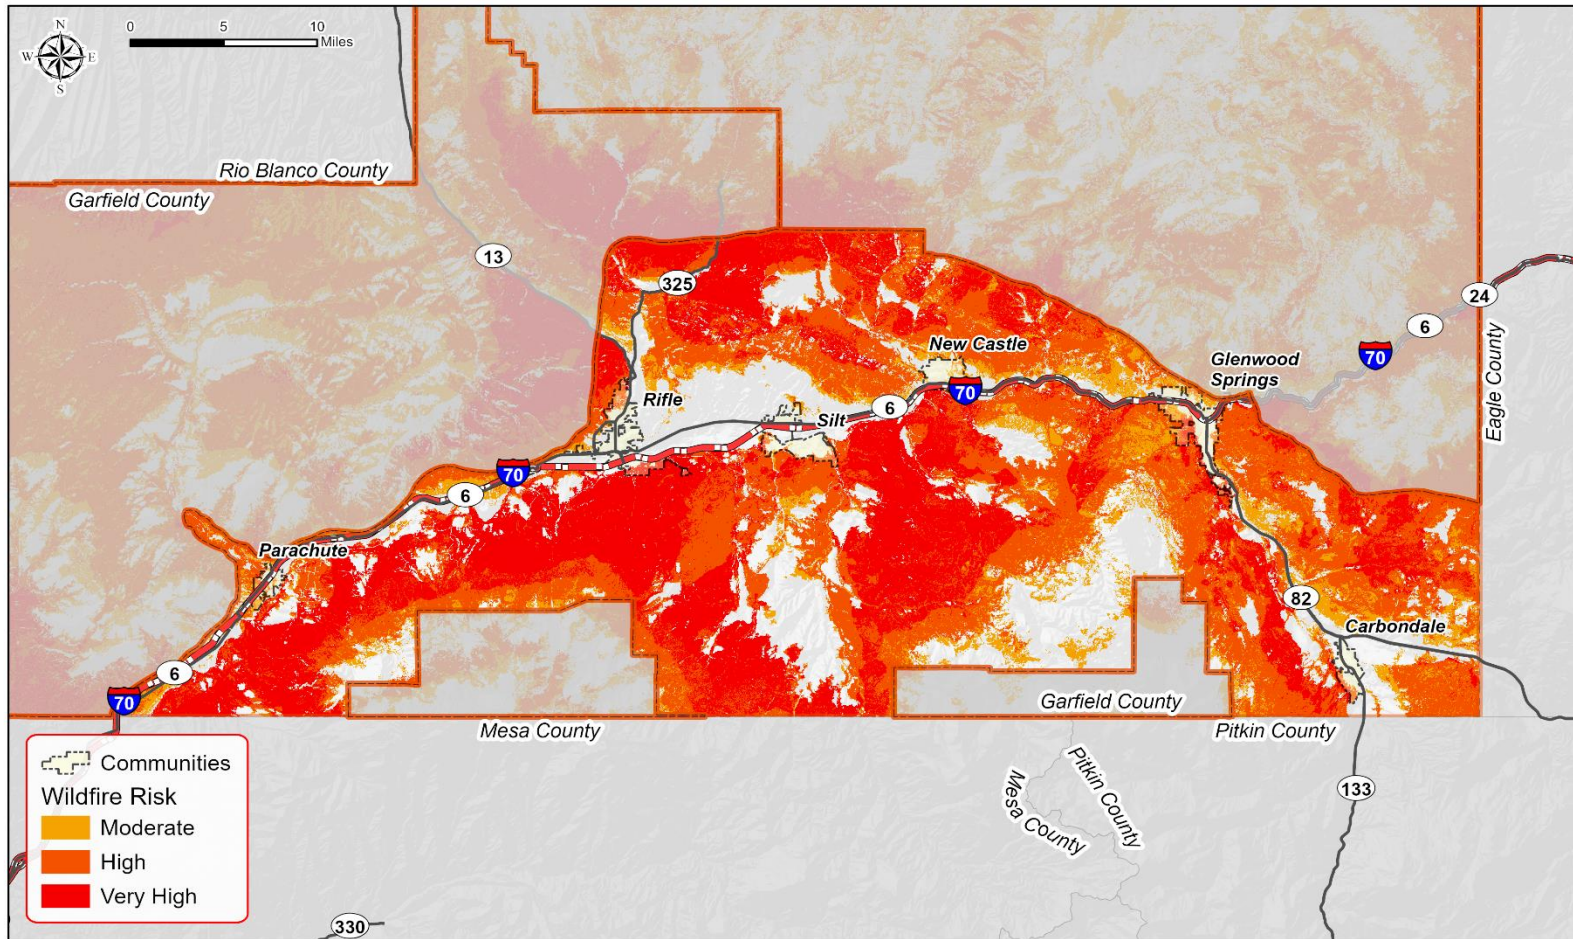 N
W E
S
0 5 10
Miles
Rio Blanco County
Garfield County
13
325
24
6
70
Eagle County
New Castle
Glenwood
Springs
70
Rifle
6
Silt
70
6
Parachute
82
Carbondale
6
70
Garfield County
Mesa County
Pitkin County
Mesa County
Pitkin County
133
330
Communities
Wildfire Risk
Moderate
High
Very High